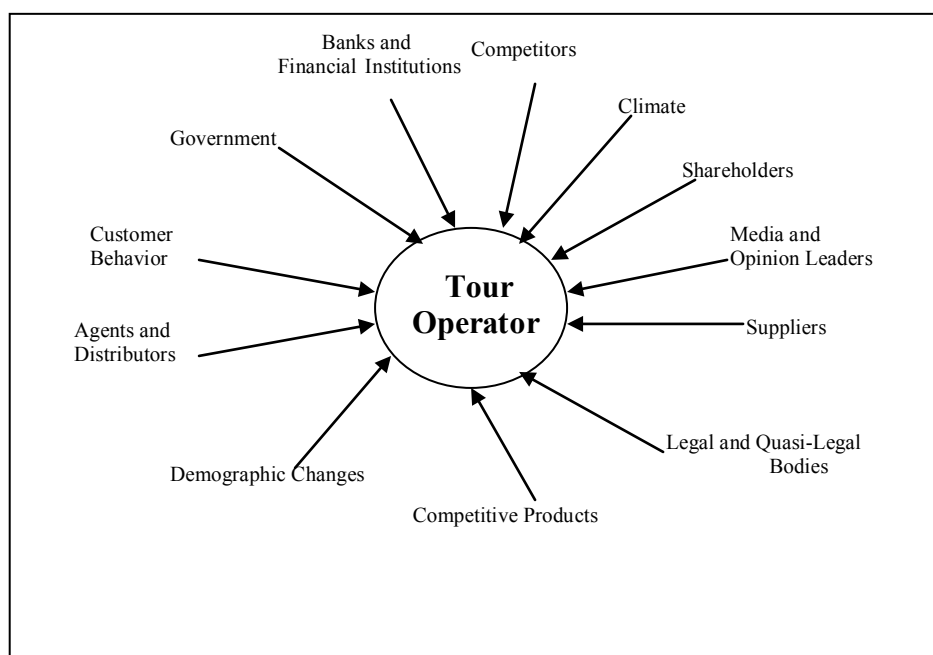 Banks and
Financial Institutions
Competitors
Climate
Government
Shareholders
Customer
Behavior
Media and
Opinion Leaders
Tour
Operator
Agents and
Distributors
Suppliers
Legal and Quasi-Legal
Bodies
Demographic Changes
Competitive Products